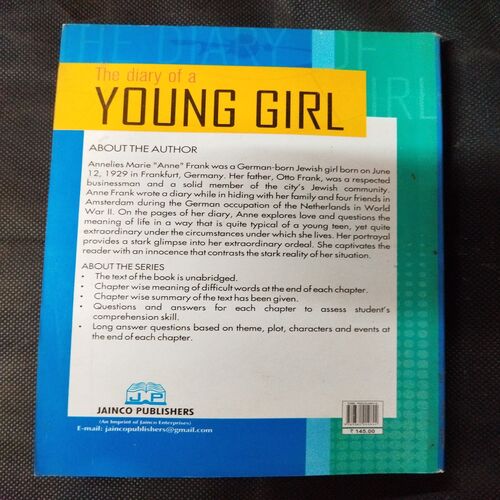 HE DIARY OF
GIRL
The diary of a
YOUNG GIRL
ABOUT THE AUTHOR
Annelies Marie "Anne" Frank was a German-born Jewish girl born on June
12, 1929 in Frankfurt, Germany. Her father, Otto Frank, was a respected
businessman and a solid member of the city's Jewish community.
Anne Frank wrote a diary while in hiding with her family and four friends in
Amsterdam during the German occupation of the Netherlands in World
War II. On the pages of her diary, Anne explores love and questions the
meaning of life in a way that is quite typical of a young teen, yet quite
extraordinary under the circumstances under which she lives. Her portrayal
provides a stark glimpse into her extraordinary ordeal. She captivates the
reader with an innocence that contrasts the stark reality of her situation.
ABOUT THE SERIES
• The text of the book is unabridged.
• Chapter wise meaning of difficult words at the end of each chapter.
• Chapter wise summary of the text has been given.
• Questions and answers for each chapter to assess student's
comprehension skill.
• Long answer questions based on theme, plot, characters and events at
the end of each chapter.
JAP
JAINCO PUBLISHERS
(An Imprint of Jainco Enterprises)
E-mail: jaincopublishers@gmail.com
₹ 145.00